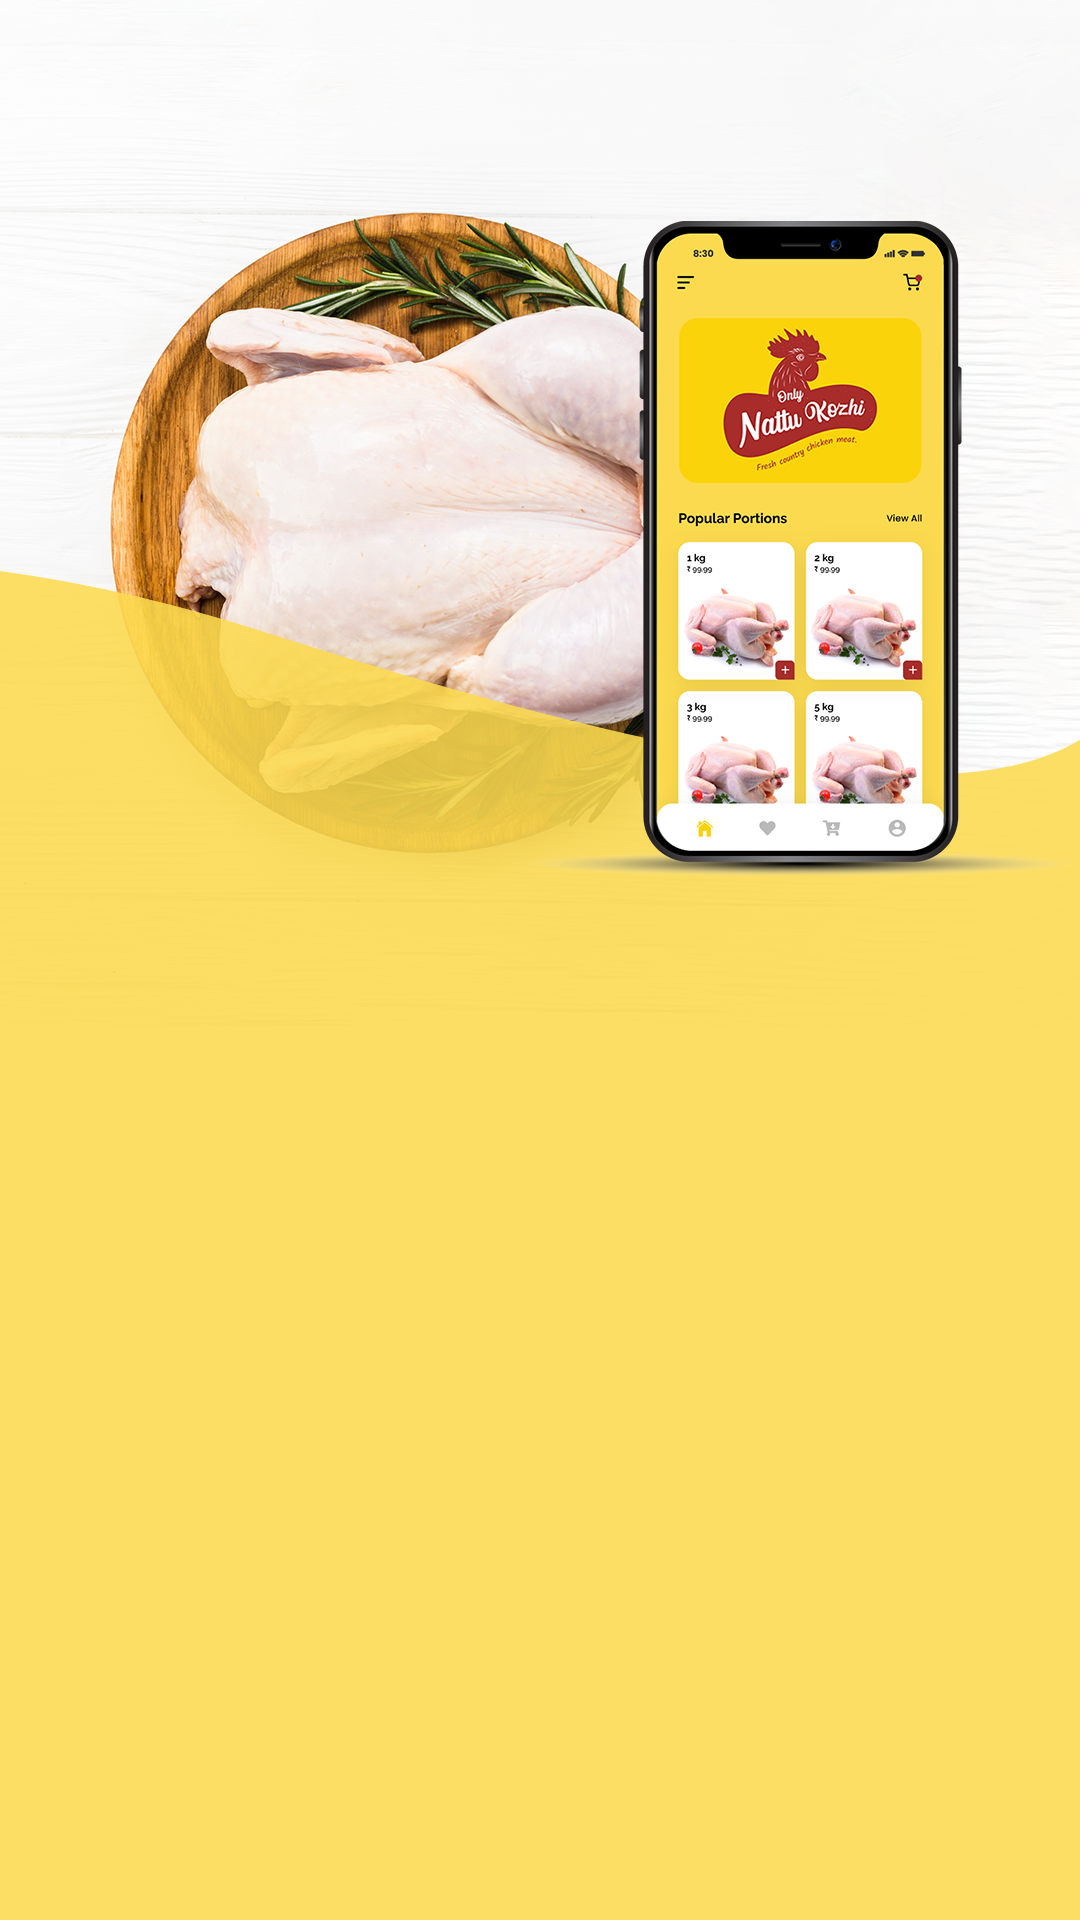 8:30
Only
Nattu Kozhi
Fresh country chicken meat.
Popular Portions
View All
1 kg
₹ 99.99
2 kg
₹ 99.99
3 kg
₹ 99.99
5 kg
₹ 99.99